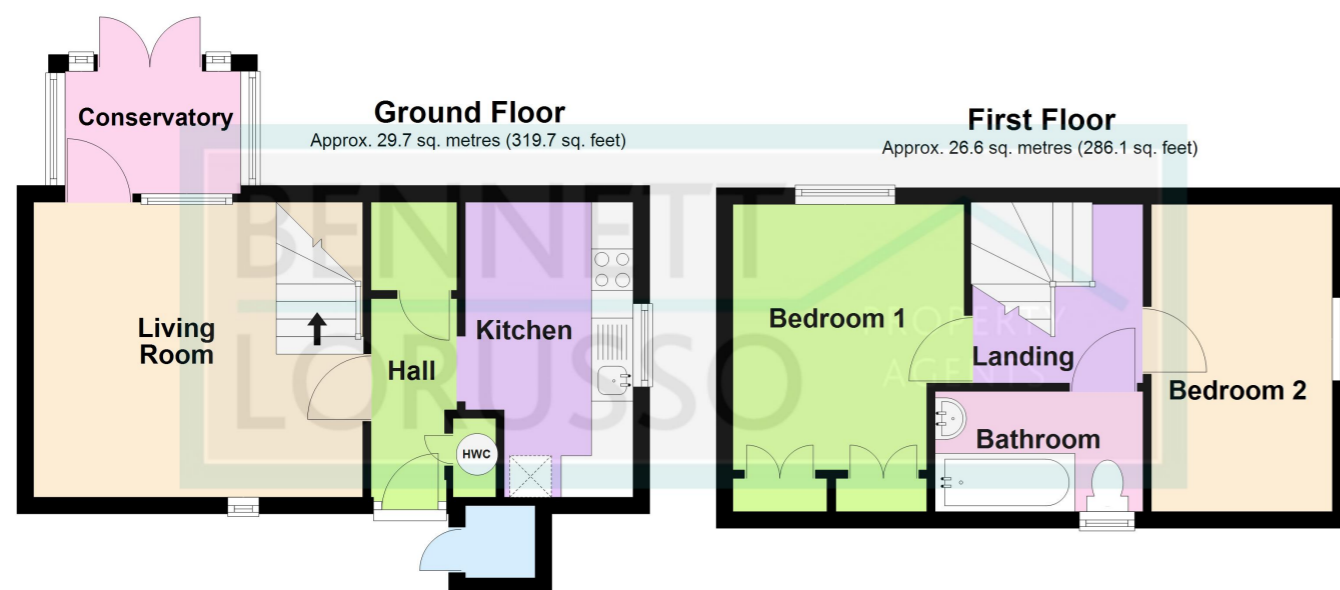 Ground Floor
Approx. 29.7 sq. metres (319.7 sq. feet)
Conservatory
Living
Room
Hall
Kitchen
HWC
First Floor
Approx. 26.6 sq. metres (286.1 sq. feet)
Bedroom 1
Landing
Bathroom
Bedroom 2
BENNETT
LORUSSO
PROPERTY
AGENTS